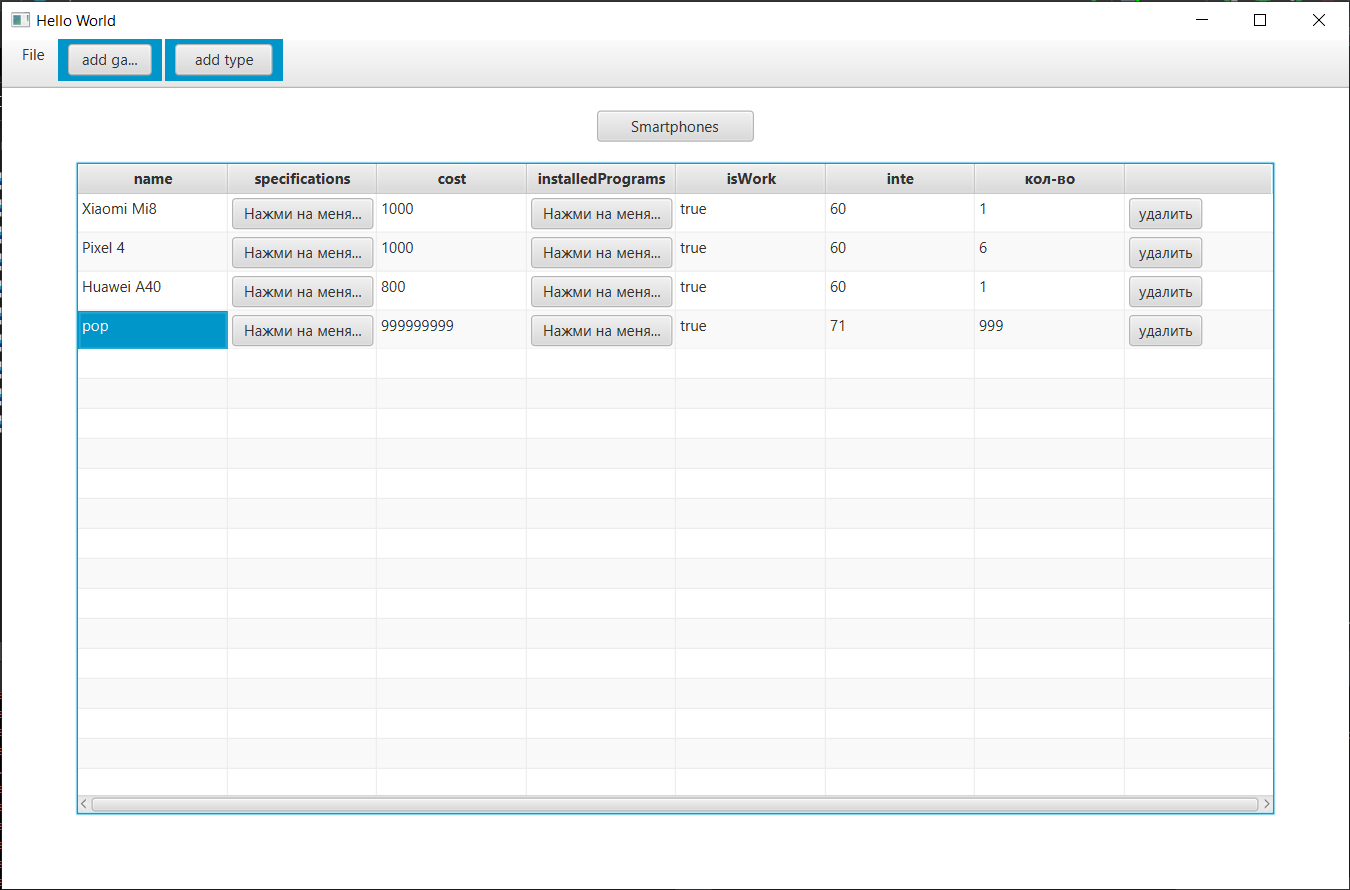 Hello World
File add ga... add type
Smartphones
name specifications cost installedPrograms isWork inte кол-во
Xiaomi Mi8 Нажми на меня... 1000 Нажми на меня... true 60 1 удалить
Pixel 4 Нажми на меня... 1000 Нажми на меня... true 60 6 удалить
Huawei A40 Нажми на меня... 800 Нажми на меня... true 60 1 удалить
pop Нажми на меня... 999999999 Нажми на меня... true 71 999 удалить